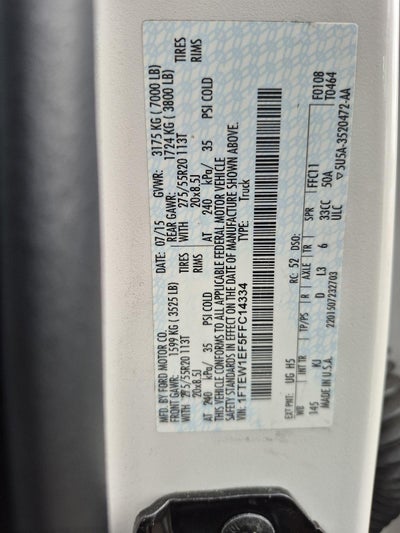 MFD. BY FORD MOTOR CO. DATE: 07/15 GVWR: 3175 KG ( 7000 LB)
FRONT GAWR: 1599 KG ( 3525 LB) REAR GAWR: 1724 KG ( 3800 LB)
WITH 275/55R20 113T TIRES WITH 275/55R20 113T TIRES
20x8.5J RIMS 20x8.5J RIMS
AT 240 kPa/ 35 PSI COLD AT 240 kPa/ 35 PSI COLD
THIS VEHICLE CONFORMS TO ALL APPLICABLE FEDERAL MOTOR VEHICLE
SAFETY STANDARDS IN EFFECT ON THE DATE OF MANUFACTURE SHOWN ABOVE.
VIN: 1FTEW1EF5FFC14334 TYPE: Truck
EXT PNT: UG H5 RC: 52 DSO: FFC11 F0108
WB INT TR TP/PS R AXLE TR SPR T0464
145 KJ D L3 6 33CC 50A
MADE IN U.S.A. 2201507232703 ULC ▽5U5A-3520472-AA